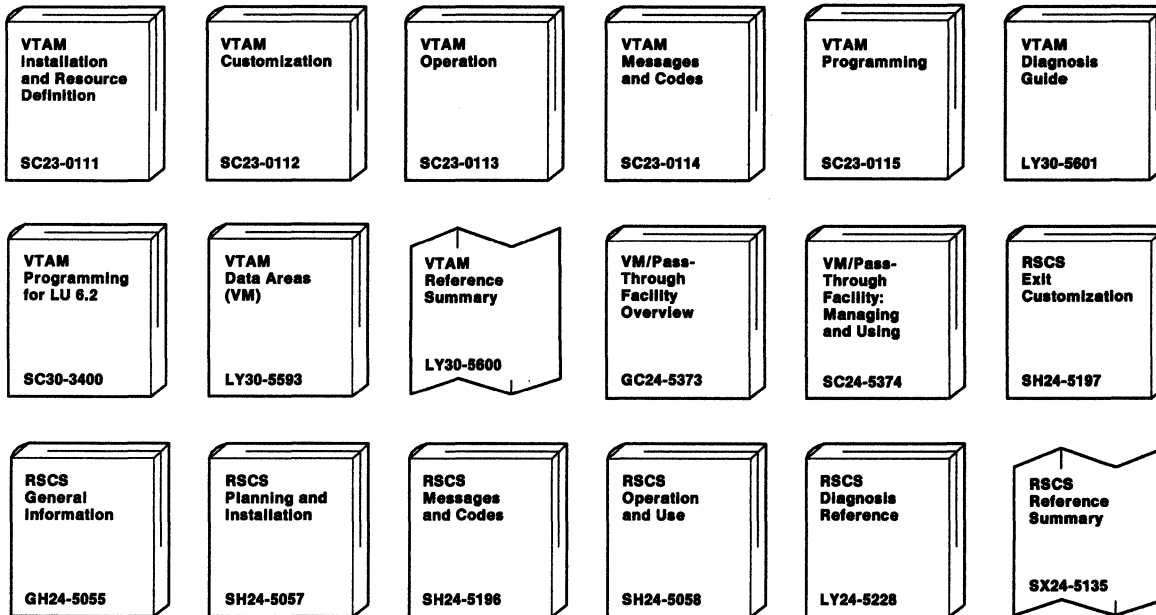 VTAM
Installation
and Resource
Definition
SC23-0111
VTAM
Customization
SC23-0112
VTAM
Operation
SC23-0113
VTAM
Messages
and Codes
SC23-0114
VTAM
Programming
SC23-0115
VTAM
Diagnosis
Guide
LY30-5601
VTAM
Programming
for LU 6.2
SC30-3400
VTAM
Data Areas
(VM)
LY30-5593
VTAM
Reference
Summary
LY30-5600
VM/Pass-
Through
Facility
Overview
GC24-5373
VM/Pass-
Through
Facility:
Managing
and Using
SC24-5374
RSCS
Exit
Customization
SH24-5197
RSCS
General
Information
GH24-5055
RSCS
Planning and
Installation
SH24-5057
RSCS
Messages
and Codes
SH24-5196
RSCS
Operation
and Use
SH24-5058
RSCS
Diagnosis
Reference
LY24-5228
RSCS
Reference
Summary
SX24-5135